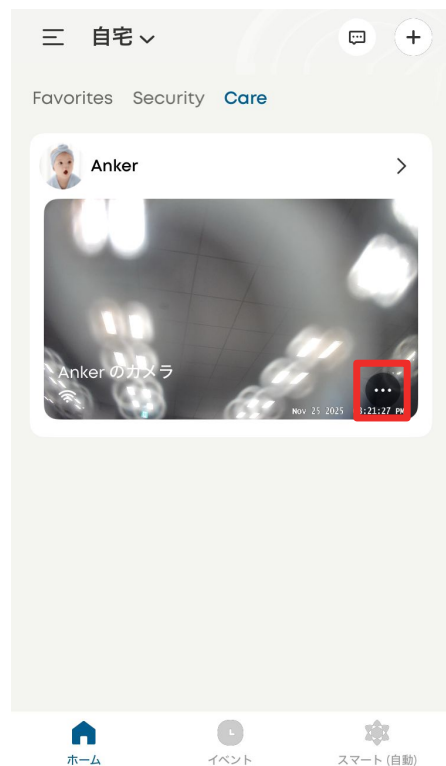 自宅
Favorites Security Care
Anker
Anker のカメラ
Nov 25 2025 3:21:27 PM
ホーム イベント スマート (自動)